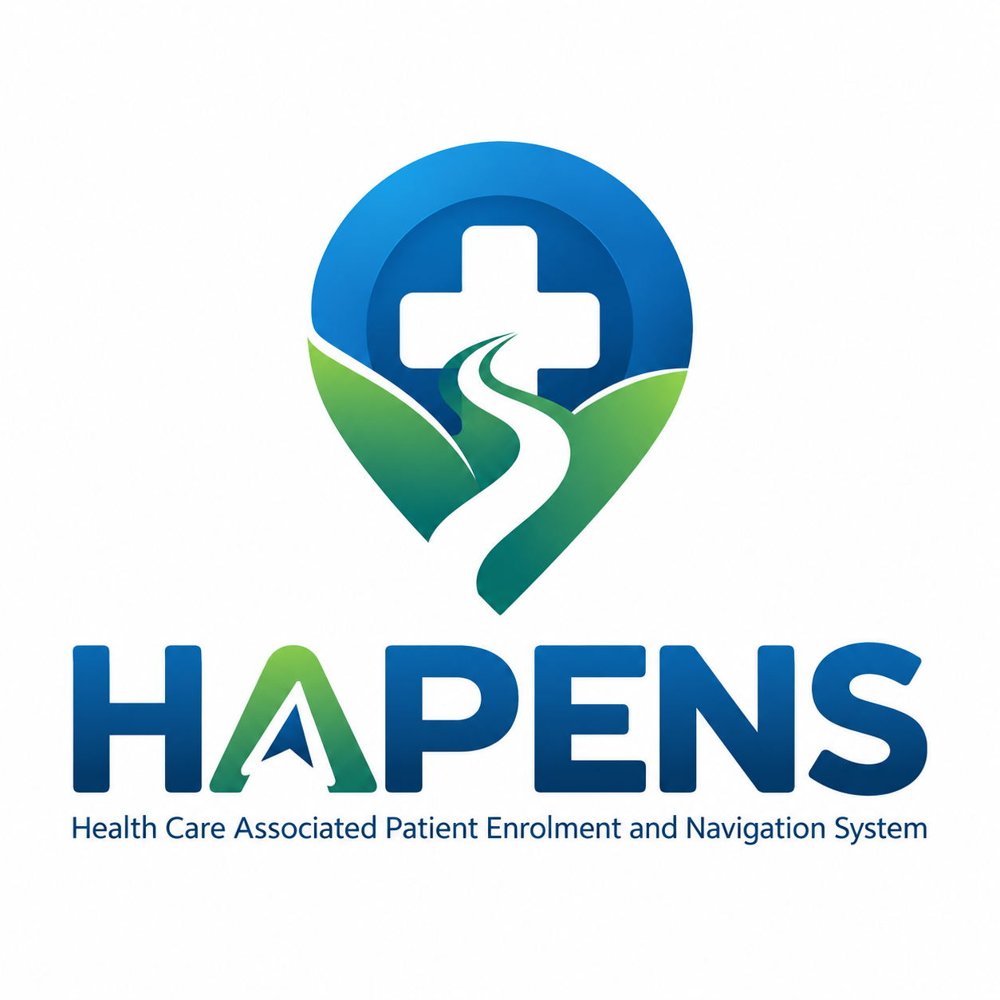 HAPENS
Health Care Associated Patient Enrolment and Navigation System